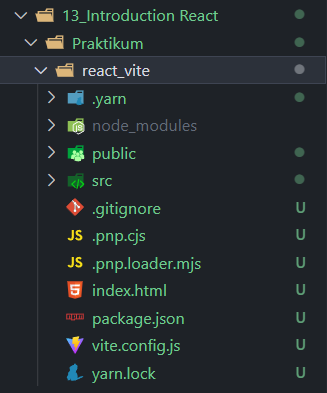 13_Introduction React
Praktikum
react_vite
.yarn
node_modules
public
src
.gitignore U
JS .pnp.cjs U
JS .pnp.loader.mjs U
index.html U
package.json U
vite.config.js U
yarn.lock U